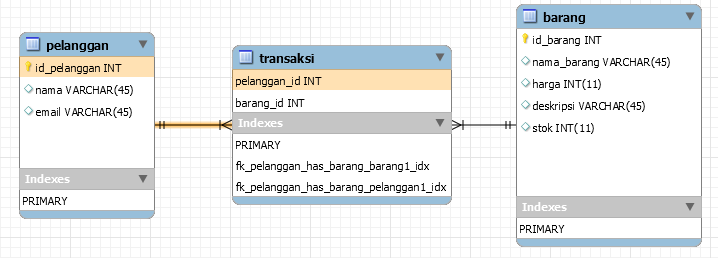 pelanggan
id_pelanggan INT
nama VARCHAR(45)
email VARCHAR(45)
Indexes
PRIMARY
transaksi
pelanggan_id INT
barang_id INT
Indexes
PRIMARY
fk_pelanggan_has_barang_barang1_idx
fk_pelanggan_has_barang_pelanggan1_idx
barang
id_barang INT
nama_barang VARCHAR(45)
harga INT(11)
deskripsi VARCHAR(45)
stok INT(11)
Indexes
PRIMARY